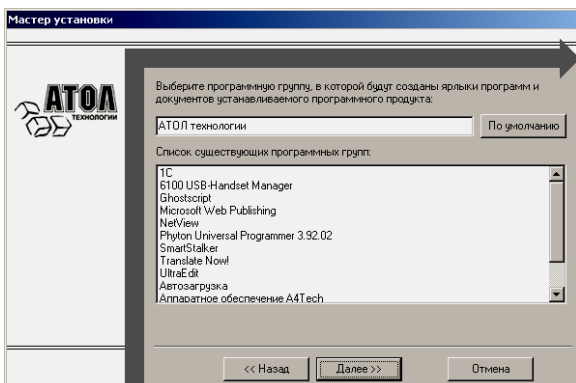 Мастер установки
АТОЛ
ТЕХНОЛОГИИ
Выберите программную группу, в которой будут созданы ярлыки программ и
документов устанавливаемого программного продукта:
АТОЛ технологии
По умолчанию
Список существующих программных групп:
1С
6100 USB-Handset Manager
Ghostscript
Microsoft Web Publishing
NetView
Phyton Universal Programmer 3.92.02
SmartStalker
Translate Now!
UltraEdit
Автозагрузка
Аппаратное обеспечение A4Tech
<< Назад
Далее >>
Отмена